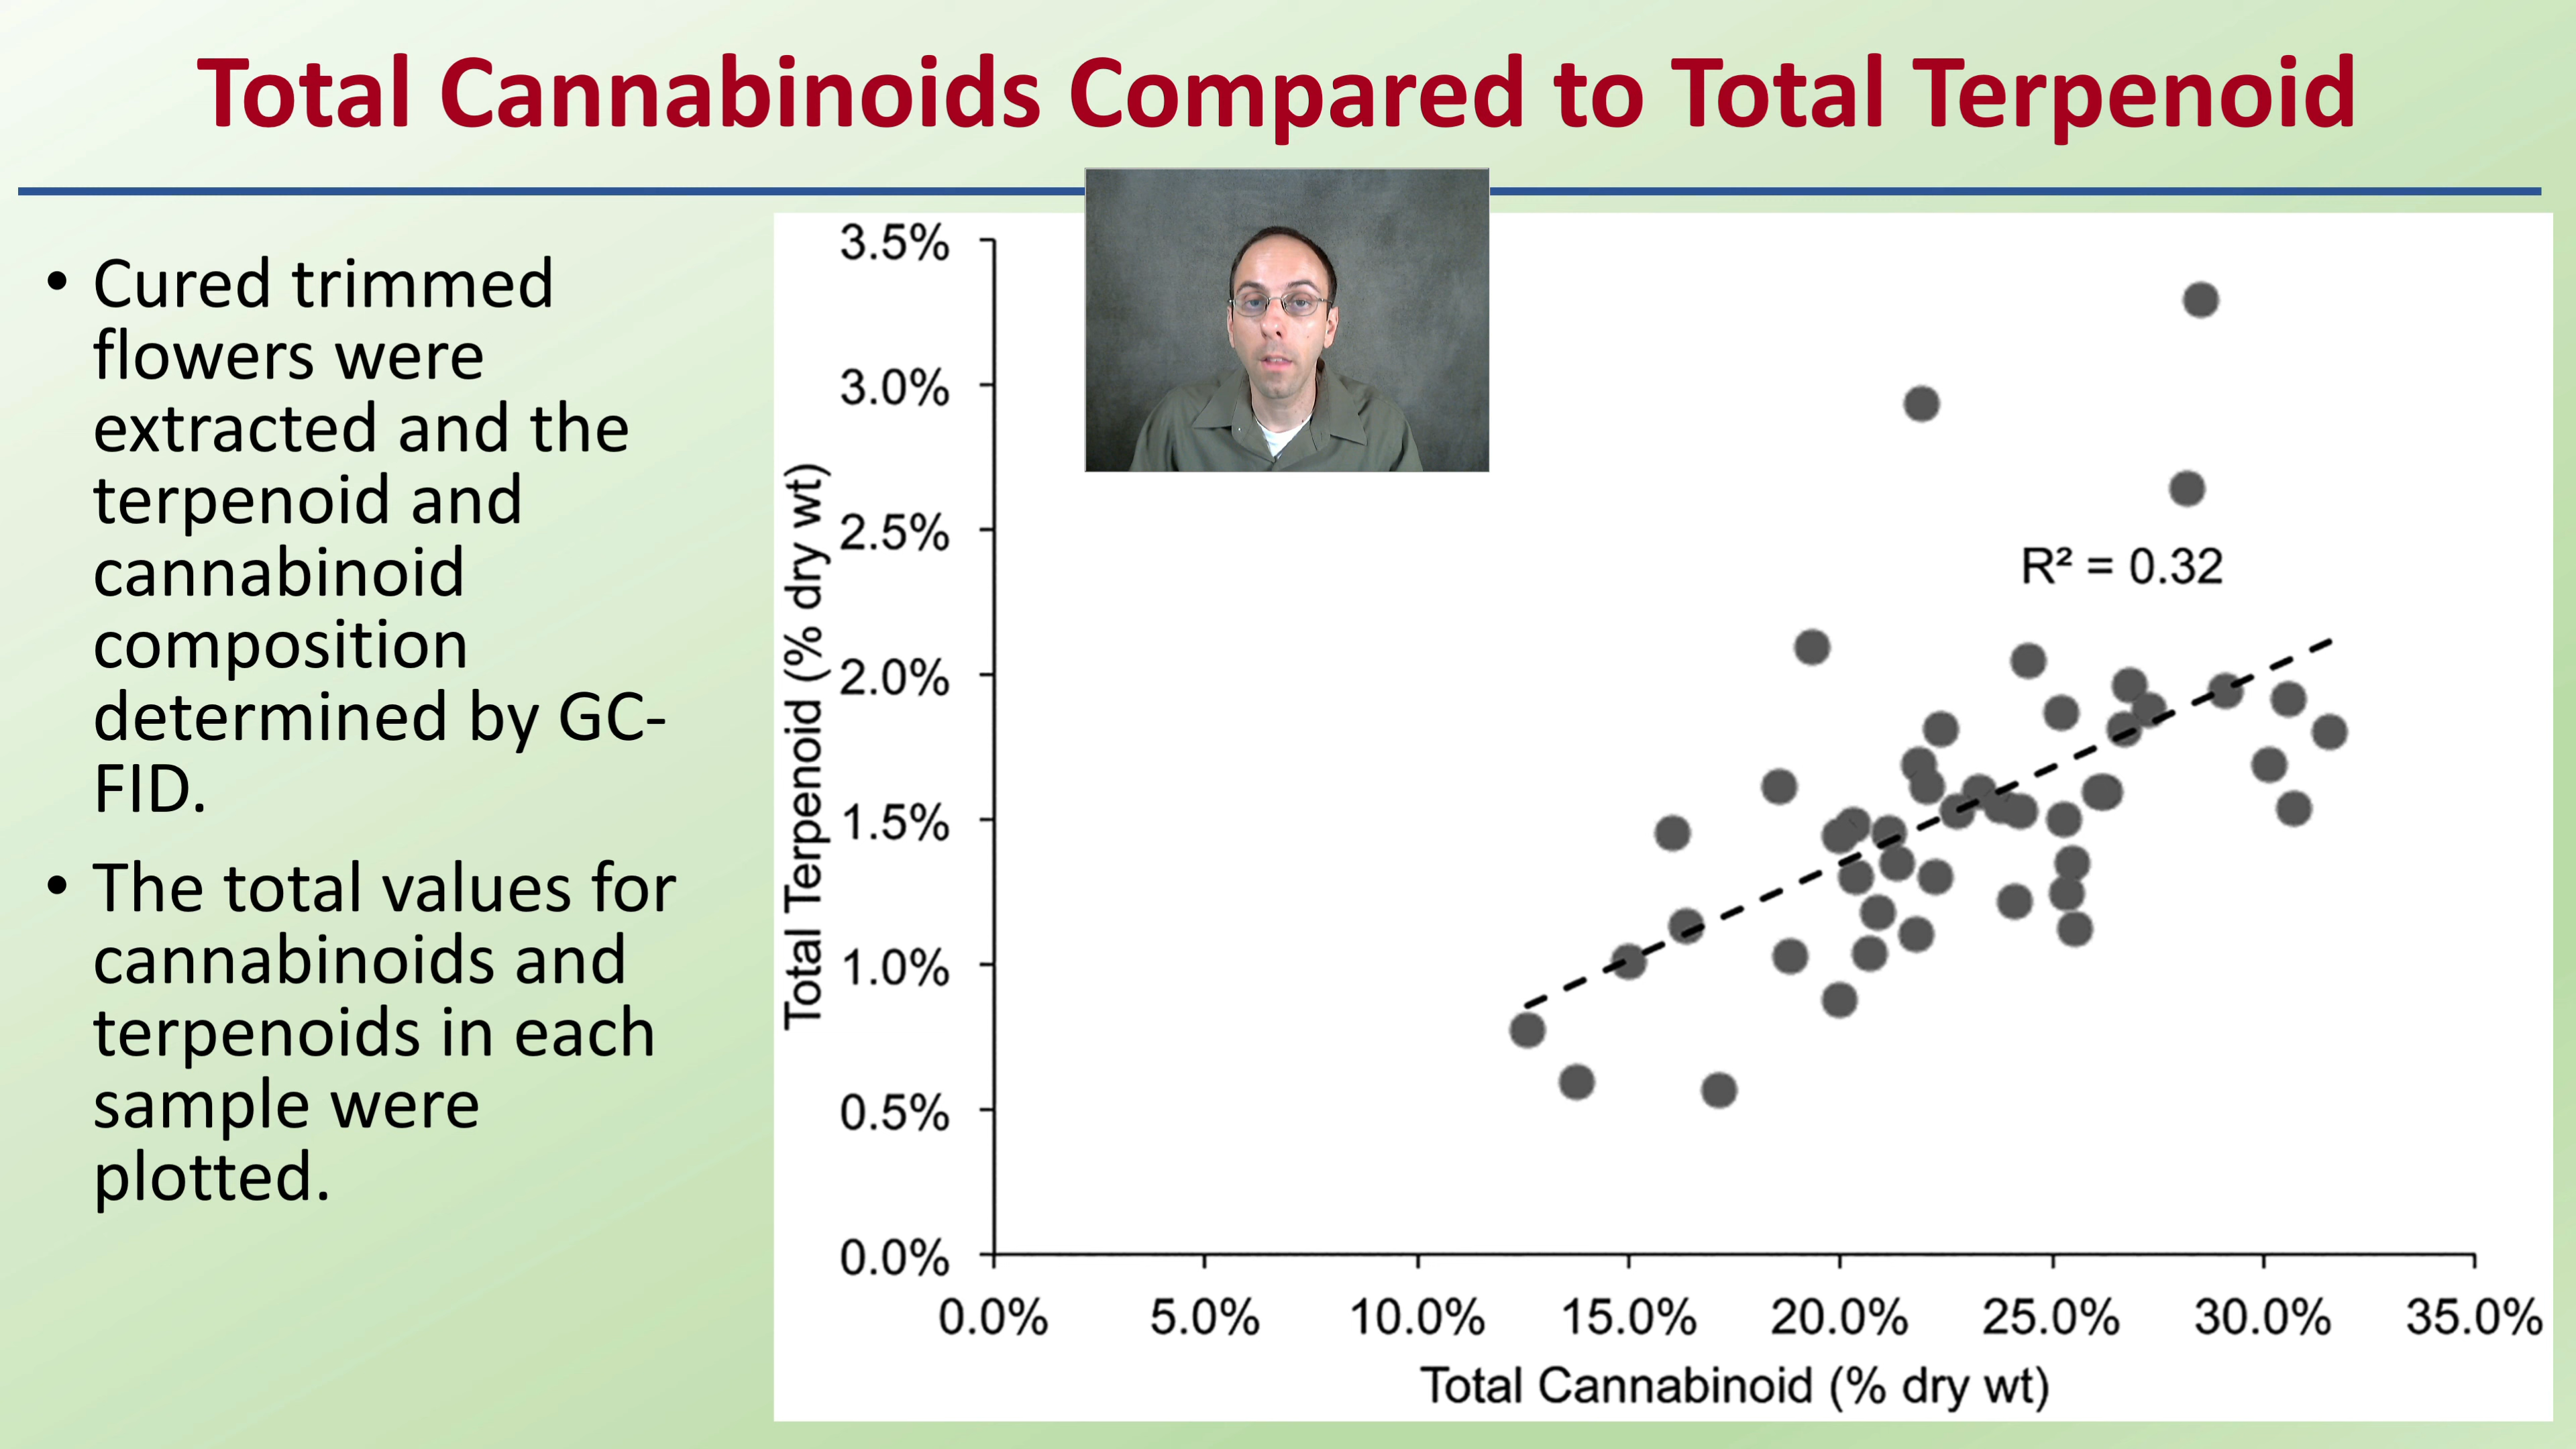 Total Cannabinoids Compared to Total Terpenoid
• Cured trimmed
flowers were
extracted and the
terpenoid and
cannabinoid
composition
determined by GC-
FID.
• The total values for
cannabinoids and
terpenoids in each
sample were
plotted.
Total Terpenoid (% dry wt)
3.5%
3.0%
2.5%
2.0%
1.5%
1.0%
0.5%
0.0%
R² = 0.32
0.0% 5.0% 10.0% 15.0% 20.0% 25.0% 30.0% 35.0%
Total Cannabinoid (% dry wt)